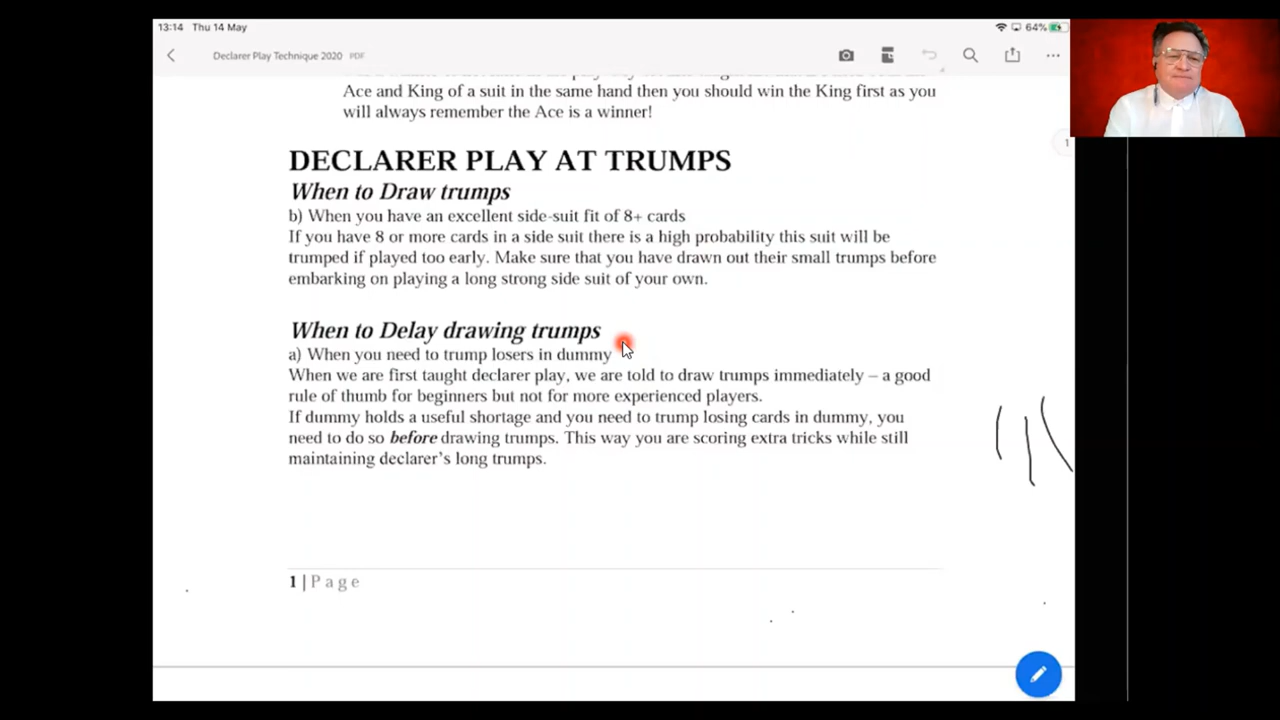 13:14 Thu 14 May
64%
Declarer Play Technique 2020 PDF
Ace and King of a suit in the same hand then you should win the King first as you
will always remember the Ace is a winner!
1
DECLARER PLAY AT TRUMPS
When to Draw trumps
b) When you have an excellent side-suit fit of 8+ cards
If you have 8 or more cards in a side suit there is a high probability this suit will be
trumped if played too early. Make sure that you have drawn out their small trumps before
embarking on playing a long strong side suit of your own.
When to Delay drawing trumps
a) When you need to trump losers in dummy
When we are first taught declarer play, we are told to draw trumps immediately – a good
rule of thumb for beginners but not for more experienced players.
If dummy holds a useful shortage and you need to trump losing cards in dummy, you
need to do so before drawing trumps. This way you are scoring extra tricks while still
maintaining declarer's long trumps.
1 | Page